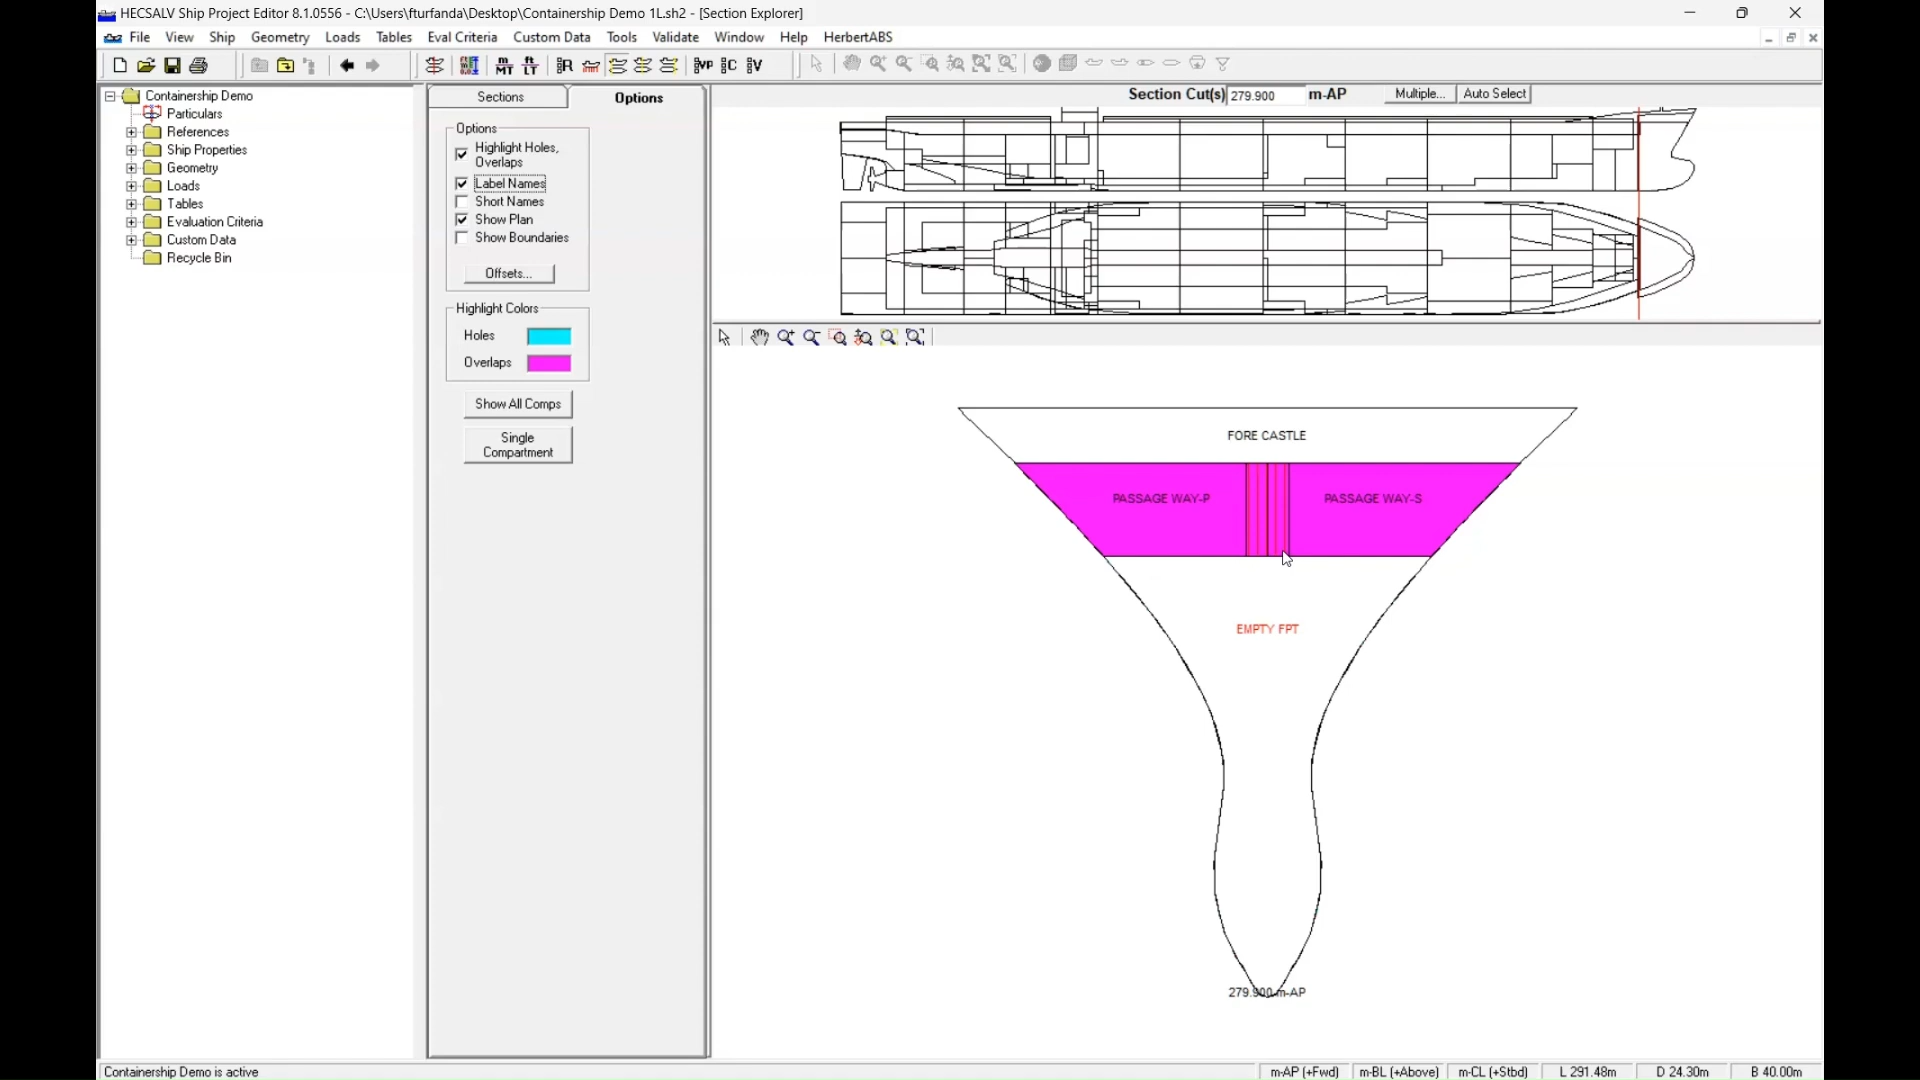 HECSALV Ship Project Editor 8.1.0556 - C:\Users\fturfanda\Desktop\Containership Demo 1L.sh2 - [Section Explorer]
File View Ship Geometry Loads Tables Eval Criteria Custom Data Tools Validate Window Help HerbertABS
m MT ft LT R VP C V
Containership Demo
Particulars
References
Ship Properties
Geometry
Loads
Tables
Evaluation Criteria
Custom Data
Recycle Bin
Sections Options
Options
Highlight Holes,
Overlaps
Label Names
Short Names
Show Plan
Show Boundaries
Offsets...
Highlight Colors
Holes
Overlaps
Show All Comps
Single
Compartment
Section Cut(s) 279.900 m-AP Multiple... Auto Select
FORE CASTLE
PASSAGE WAY-P PASSAGE WAY-S
EMPTY FPT
279.900 m-AP
Containership Demo is active m-AP (+Fwd) m-BL (+Above) m-CL (+Stbd) L 291.48m D 24.30m B 40.00m